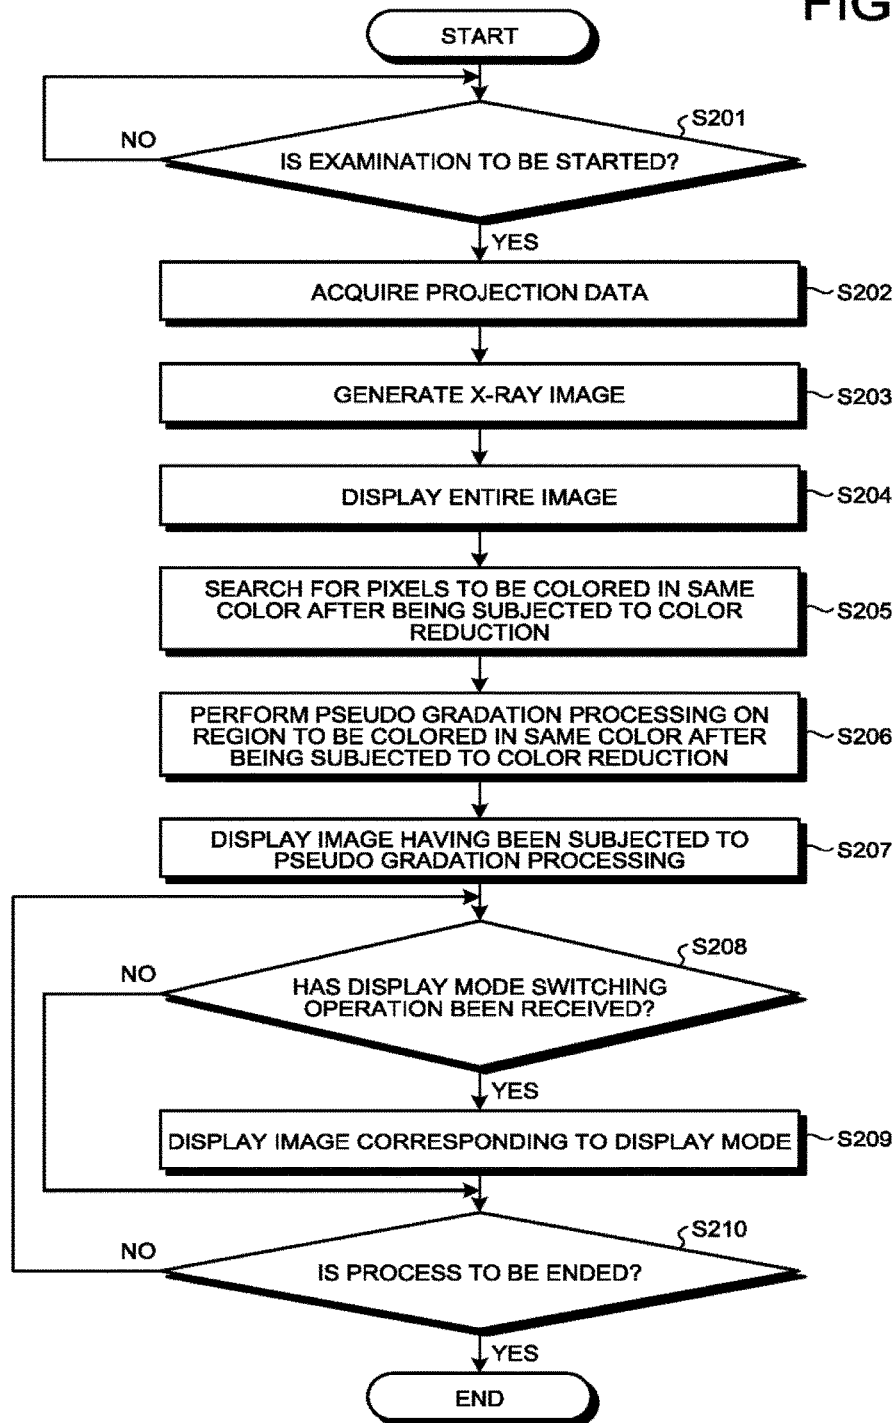 FIG
START
S201
NO
IS EXAMINATION TO BE STARTED?
YES
ACQUIRE PROJECTION DATA
S202
GENERATE X-RAY IMAGE
S203
DISPLAY ENTIRE IMAGE
S204
SEARCH FOR PIXELS TO BE COLORED IN SAME
COLOR AFTER BEING SUBJECTED TO COLOR
REDUCTION
S205
PERFORM PSEUDO GRADATION PROCESSING ON
REGION TO BE COLORED IN SAME COLOR AFTER
BEING SUBJECTED TO COLOR REDUCTION
S206
DISPLAY IMAGE HAVING BEEN SUBJECTED TO
PSEUDO GRADATION PROCESSING
S207
S208
NO
HAS DISPLAY MODE SWITCHING
OPERATION BEEN RECEIVED?
YES
DISPLAY IMAGE CORRESPONDING TO DISPLAY MODE
S209
S210
NO
IS PROCESS TO BE ENDED?
YES
END